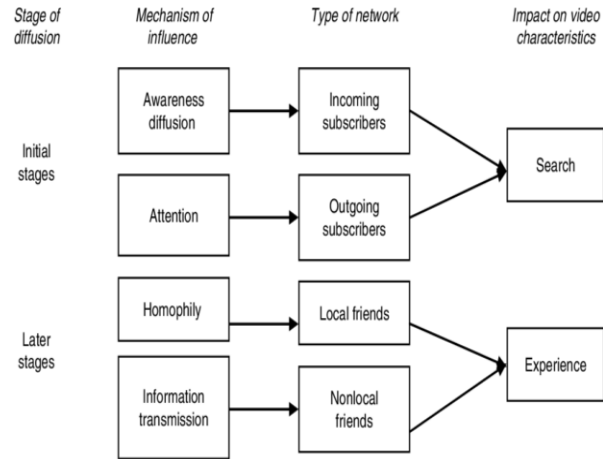 Stage of
diffusion
Mechanism of
influence
Type of network
Impact on video
characteristics
Initial
stages
Awareness
diffusion
Incoming
subscribers
Search
Attention
Outgoing
subscribers
Later
stages
Homophily
Local friends
Experience
Information
transmission
Nonlocal
friends